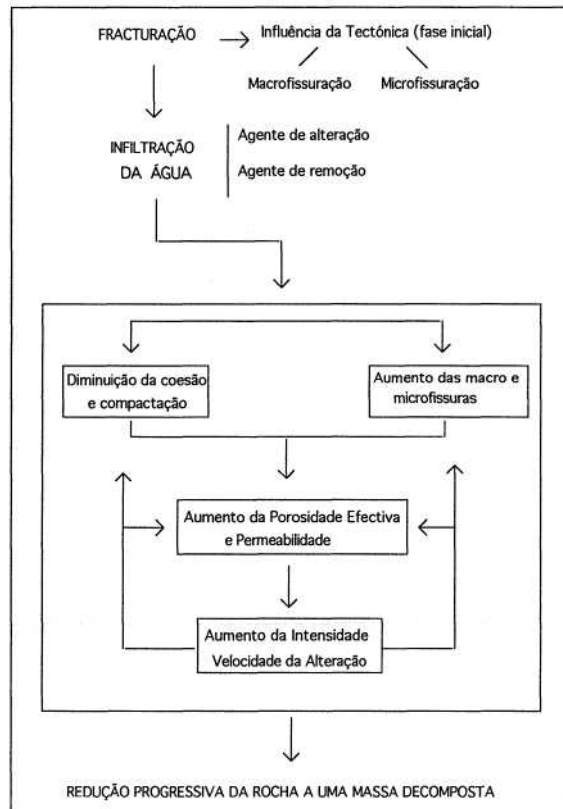 FRACTURAÇÃO
Influência da Tectónica (fase inicial)
Macrofissuração
Microfissuração
INFILTRAÇÃO
DA ÁGUA
Agente de alteração
Agente de remoção
Diminuição da coesão
e compactação
Aumento das macro e
microfissuras
Aumento da Porosidade Efectiva
e Permeabilidade
Aumento da Intensidade
Velocidade da Alteração
REDUÇÃO PROGRESSIVA DA ROCHA A UMA MASSA DECOMPOSTA